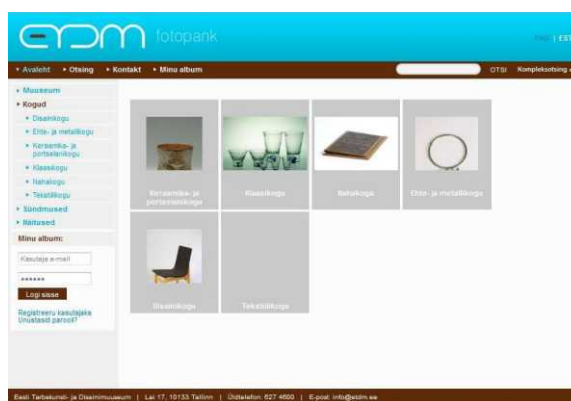 eTDM fotopank
ENG | EST
Avaleht Otsing Kontakt Minu album OTSI Kompleksotsing
Muuseum
Kogud
Disainikogu
Ehte- ja metallikogu
Keraamika- ja
portselanikogu
Klaasikogu
Nahakogu
Tekstiilikogu
Sündmused
Näitused
Minu album:
Kasutaja e-mail
Logi sisse
Registreeru kasutajaks
Unustasid parooli?
Keraamika- ja
portselanikogu
Klaasikogu
Nahakogu
Ehte- ja metallikogu
Disainikogu
Tekstiilikogu
Eesti Tarbekunsti- ja Disainimuuseum | Lai 17, 10133 Tallinn | Üldtelefon: 627 4600 | E-post: info@etdm.ee